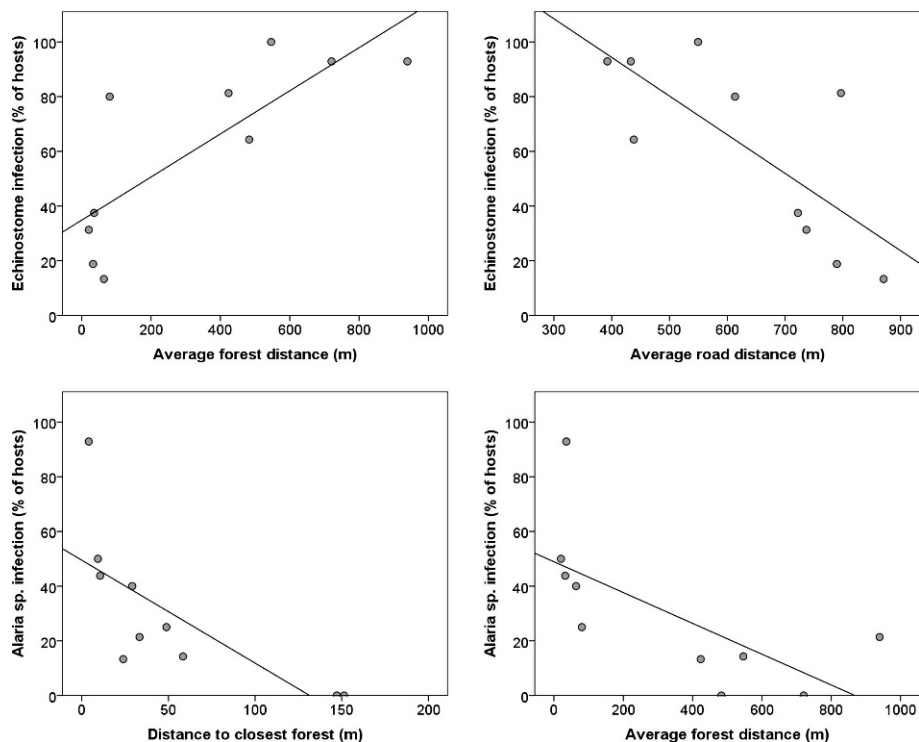 Echinostome infection (% of hosts)
100
80
60
40
20
0
0 200 400 600 800 1000
Average forest distance (m)
Echinostome infection (% of hosts)
100
80
60
40
20
0
300 400 500 600 700 800 900
Average road distance (m)
Alaria sp. infection (% of hosts)
100
80
60
40
20
0
0 50 100 150 200
Distance to closest forest (m)
Alaria sp. infection (% of hosts)
100
80
60
40
20
0
0 200 400 600 800 1000
Average forest distance (m)